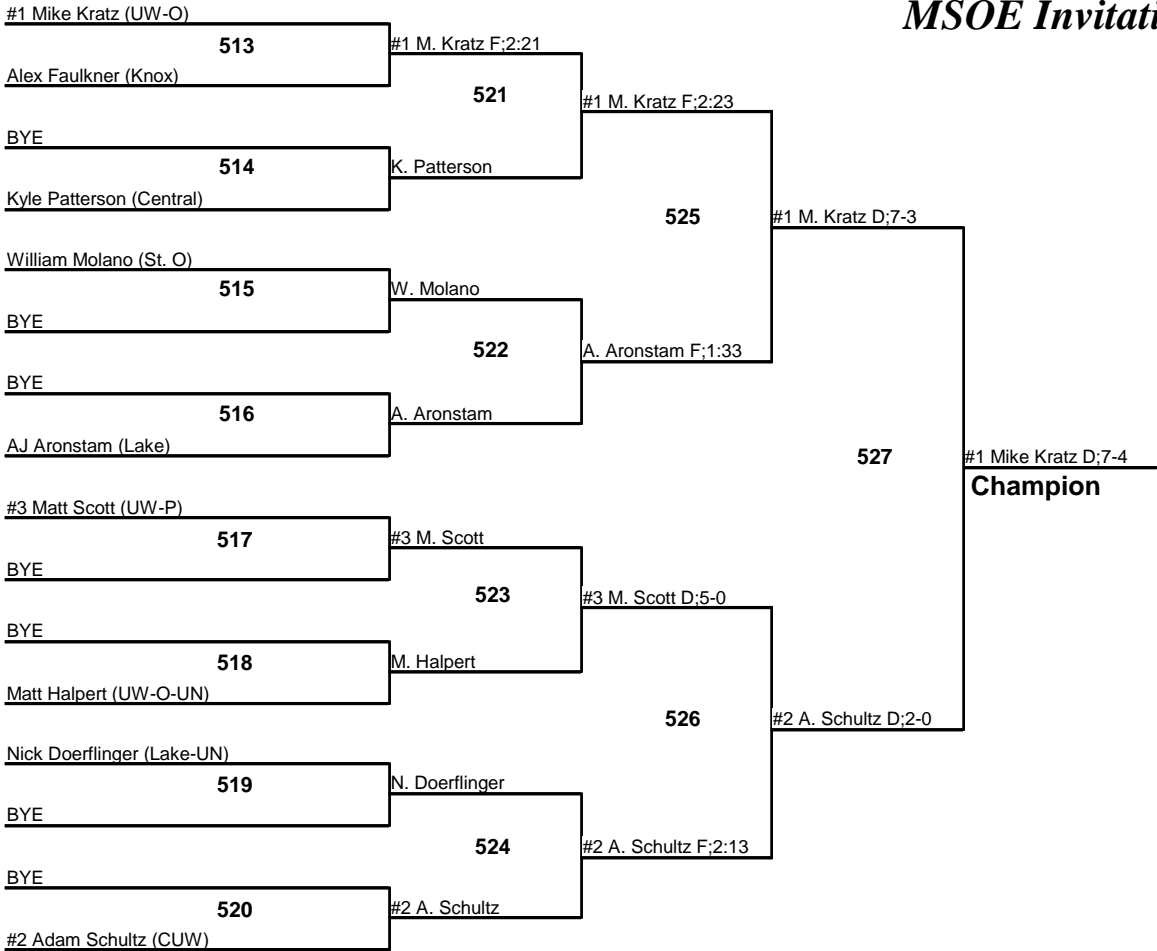 #1 Mike Kratz (UW-O)
MSOE Invitati
513
#1 M. Kratz F;2:21
Alex Faulkner (Knox)
521
#1 M. Kratz F;2:23
BYE
514
K. Patterson
Kyle Patterson (Central)
525
#1 M. Kratz D;7-3
William Molano (St. O)
515
W. Molano
BYE
522
A. Aronstam F;1:33
BYE
516
A. Aronstam
AJ Aronstam (Lake)
527
#1 Mike Kratz D;7-4
Champion
#3 Matt Scott (UW-P)
517
#3 M. Scott
BYE
523
#3 M. Scott D;5-0
BYE
518
M. Halpert
Matt Halpert (UW-O-UN)
526
#2 A. Schultz D;2-0
Nick Doerflinger (Lake-UN)
519
N. Doerflinger
BYE
524
#2 A. Schultz F;2:13
BYE
520
#2 A. Schultz
#2 Adam Schultz (CUW)